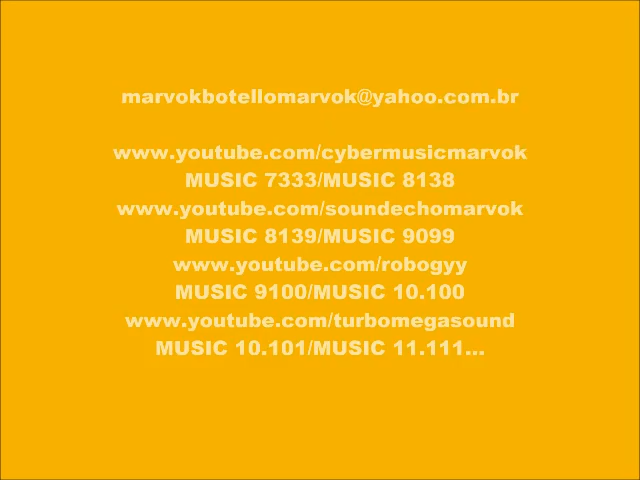 marvokbotellomarvok@yahoo.com.br
www.youtube.com/cybermusicmarvok
MUSIC 7333/MUSIC 8138
www.youtube.com/soundechomarvok
MUSIC 8139/MUSIC 9099
www.youtube.com/robogyy
MUSIC 9100/MUSIC 10.100
www.youtube.com/turbomegasound
MUSIC 10.101/MUSIC 11.111...